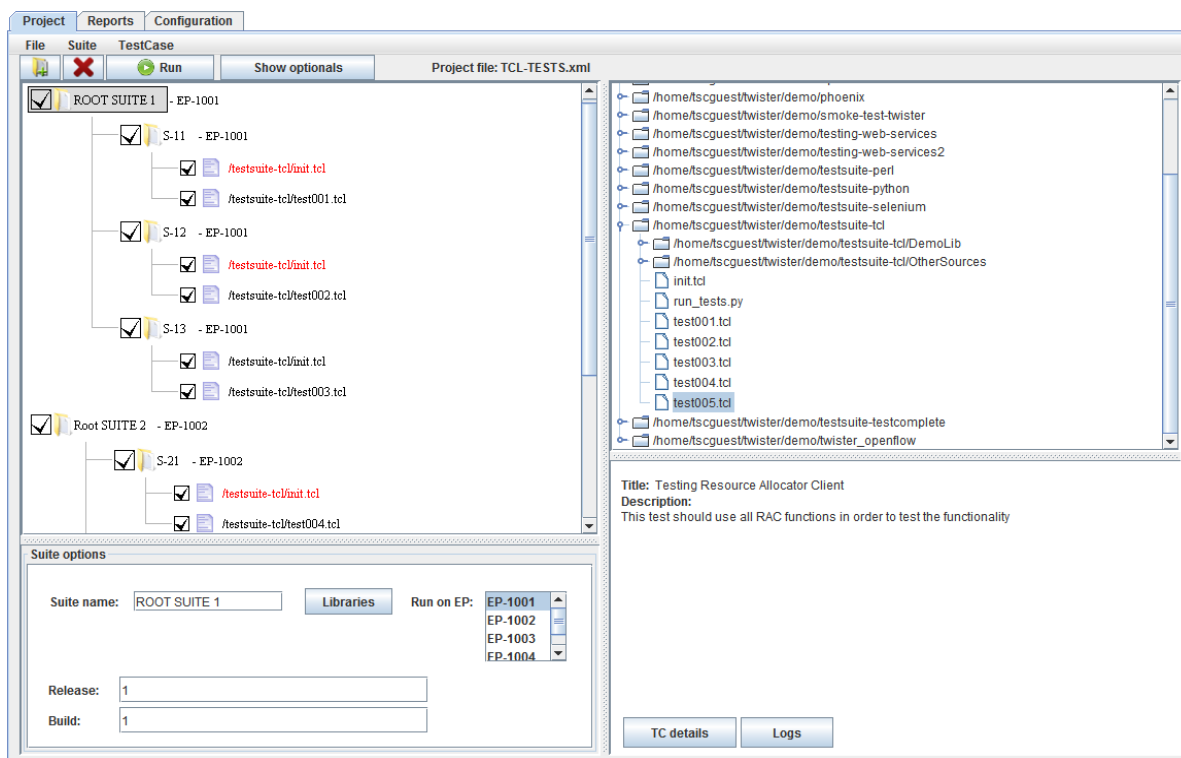 Project Reports Configuration
File Suite TestCase
Run Show optionals Project file: TCL-TESTS.xml
ROOT SUITE 1 - EP-1001
S-11 - EP-1001
/testsuite-tcl/init.tcl
/testsuite-tcl/test001.tcl
S-12 - EP-1001
/testsuite-tcl/init.tcl
/testsuite-tcl/test002.tcl
S-13 - EP-1001
/testsuite-tcl/init.tcl
/testsuite-tcl/test003.tcl
Root SUITE 2 - EP-1002
S-21 - EP-1002
/testsuite-tcl/init.tcl
/testsuite-tcl/test004.tcl
/home/tscguest/twister/demo/phoenix
/home/tscguest/twister/demo/smoke-test-twister
/home/tscguest/twister/demo/testing-web-services
/home/tscguest/twister/demo/testing-web-services2
/home/tscguest/twister/demo/testsuite-perl
/home/tscguest/twister/demo/testsuite-python
/home/tscguest/twister/demo/testsuite-selenium
/home/tscguest/twister/demo/testsuite-tcl
/home/tscguest/twister/demo/testsuite-tcl/DemoLib
/home/tscguest/twister/demo/testsuite-tcl/OtherSources
init.tcl
run_tests.py
test001.tcl
test002.tcl
test003.tcl
test004.tcl
test005.tcl
/home/tscguest/twister/demo/testsuite-testcomplete
/home/tscguest/twister/demo/twister_openflow
Suite options
Suite name: ROOT SUITE 1 Libraries Run on EP: EP-1001
EP-1002
EP-1003
EP-1004
Release: 1
Build: 1
Title: Testing Resource Allocator Client
Description:
This test should use all RAC functions in order to test the functionality
TC details Logs